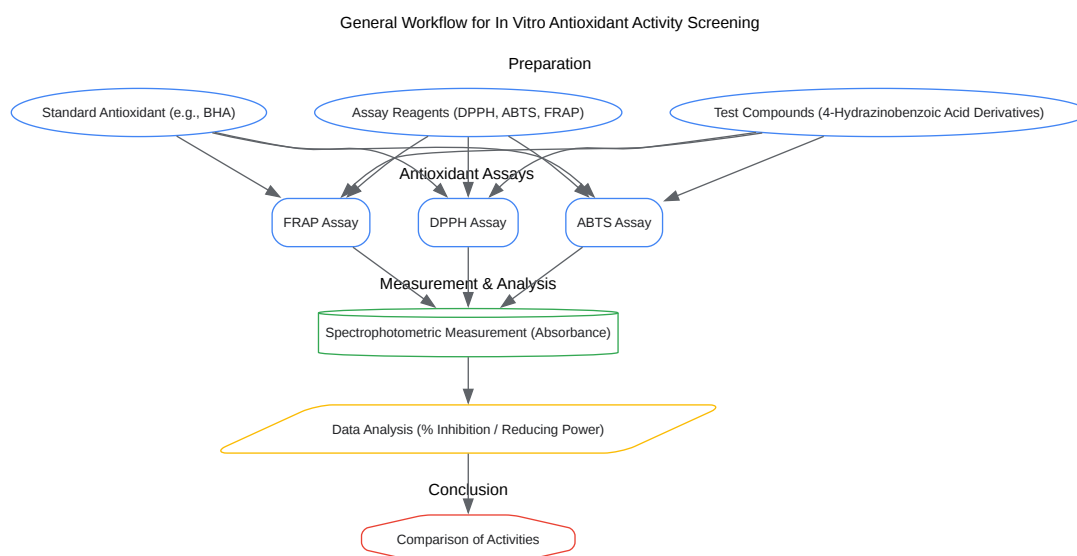 General Workflow for In Vitro Antioxidant Activity Screening
Preparation
Standard Antioxidant (e.g., BHA)
Assay Reagents (DPPH, ABTS, FRAP)
Test Compounds (4-Hydrazinobenzoic Acid Derivatives)
Antioxidant Assays
FRAP Assay
DPPH Assay
ABTS Assay
Measurement & Analysis
Spectrophotometric Measurement (Absorbance)
Data Analysis (% Inhibition / Reducing Power)
Conclusion
Comparison of Activities